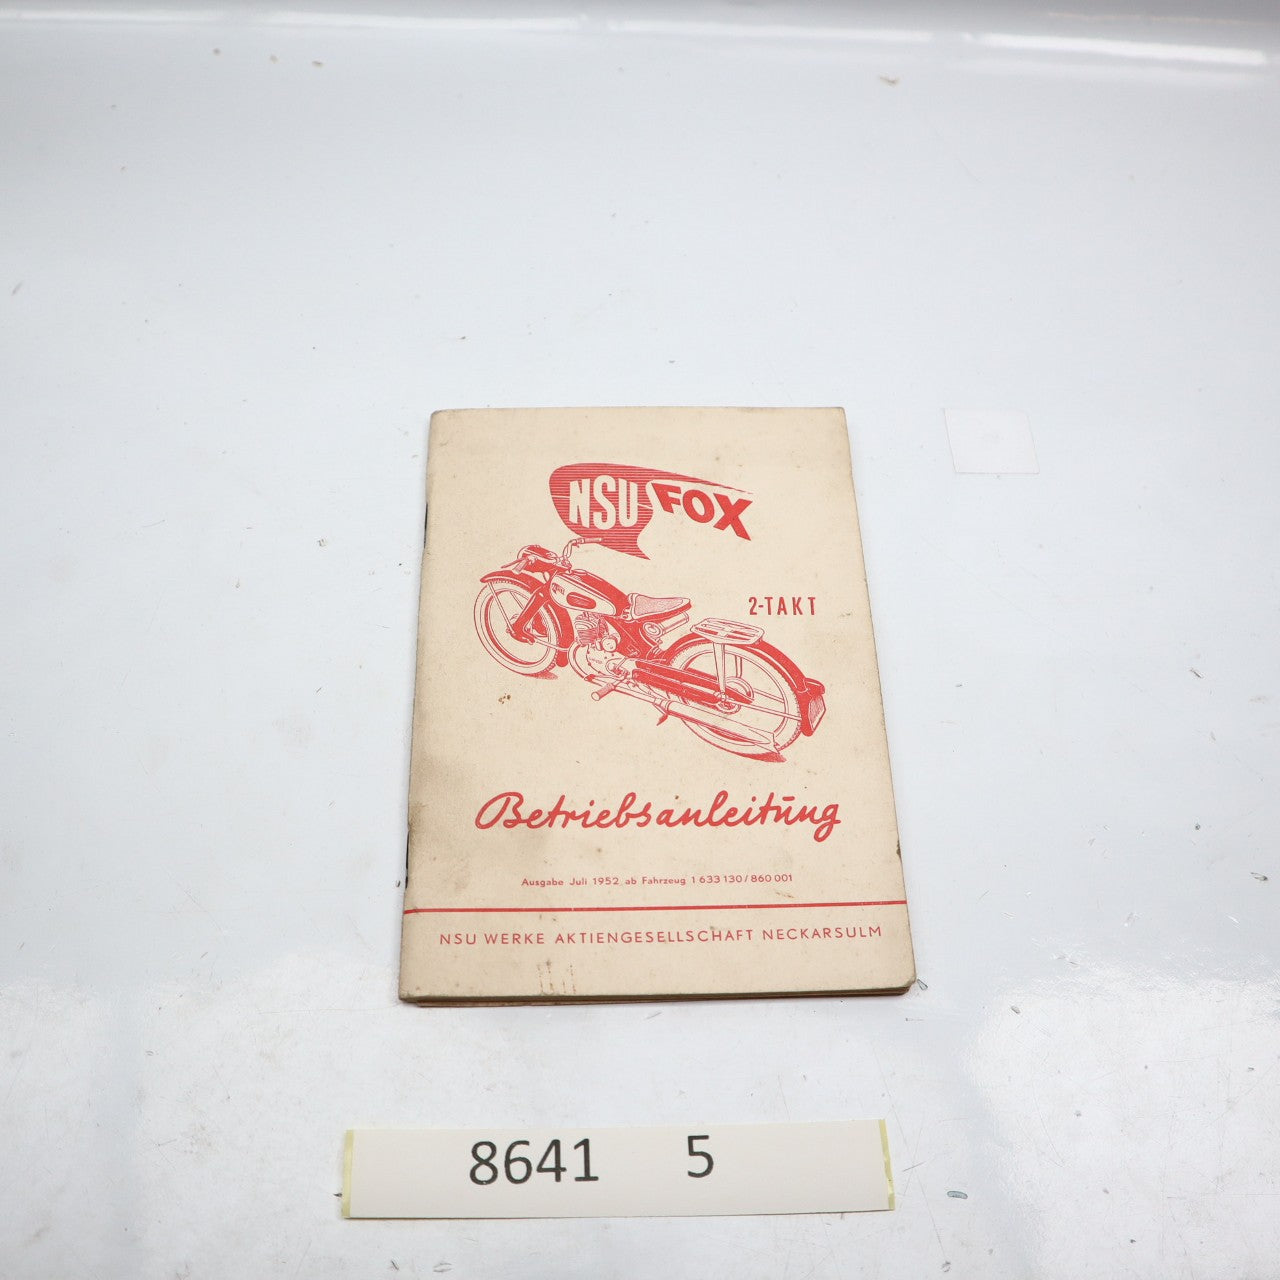 NSU FOX
2-TAKT
Betriebsanleitung
Ausgabe Juli 1952 ab Fahrzeug 1 633 130/860 001
NSU WERKE AKTIENGESELLSCHAFT NECKARSULM
8641 5